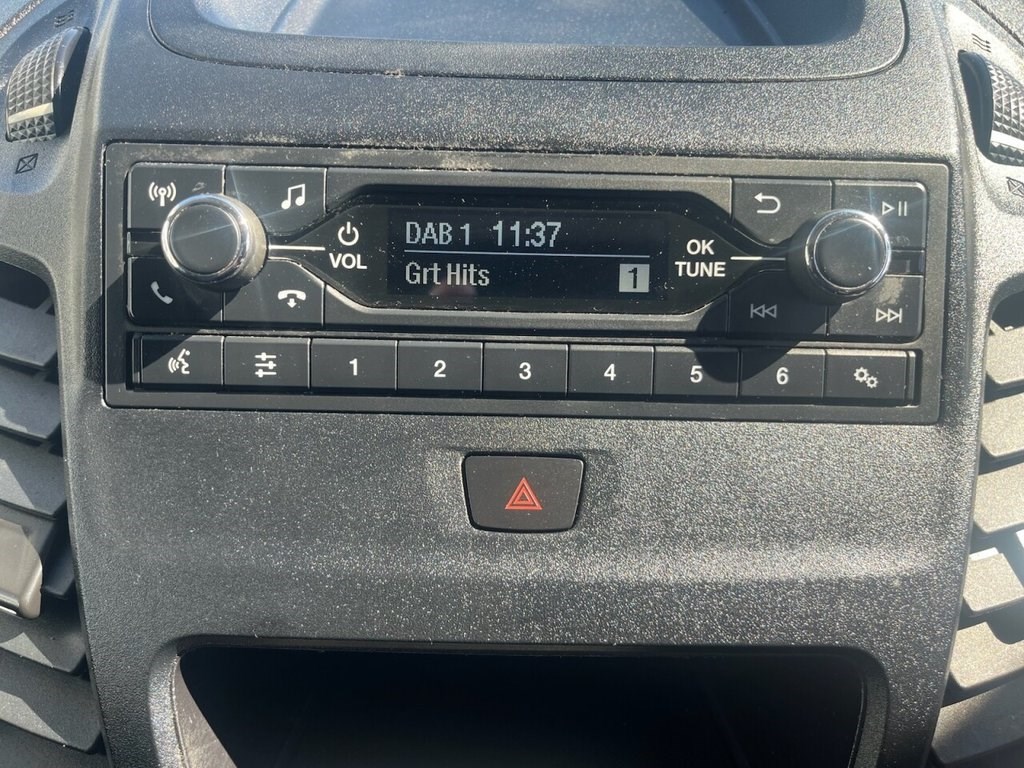 DAB 1 11:37
Grt Hits 1
VOL
OK
TUNE
1 2 3 4 5 6